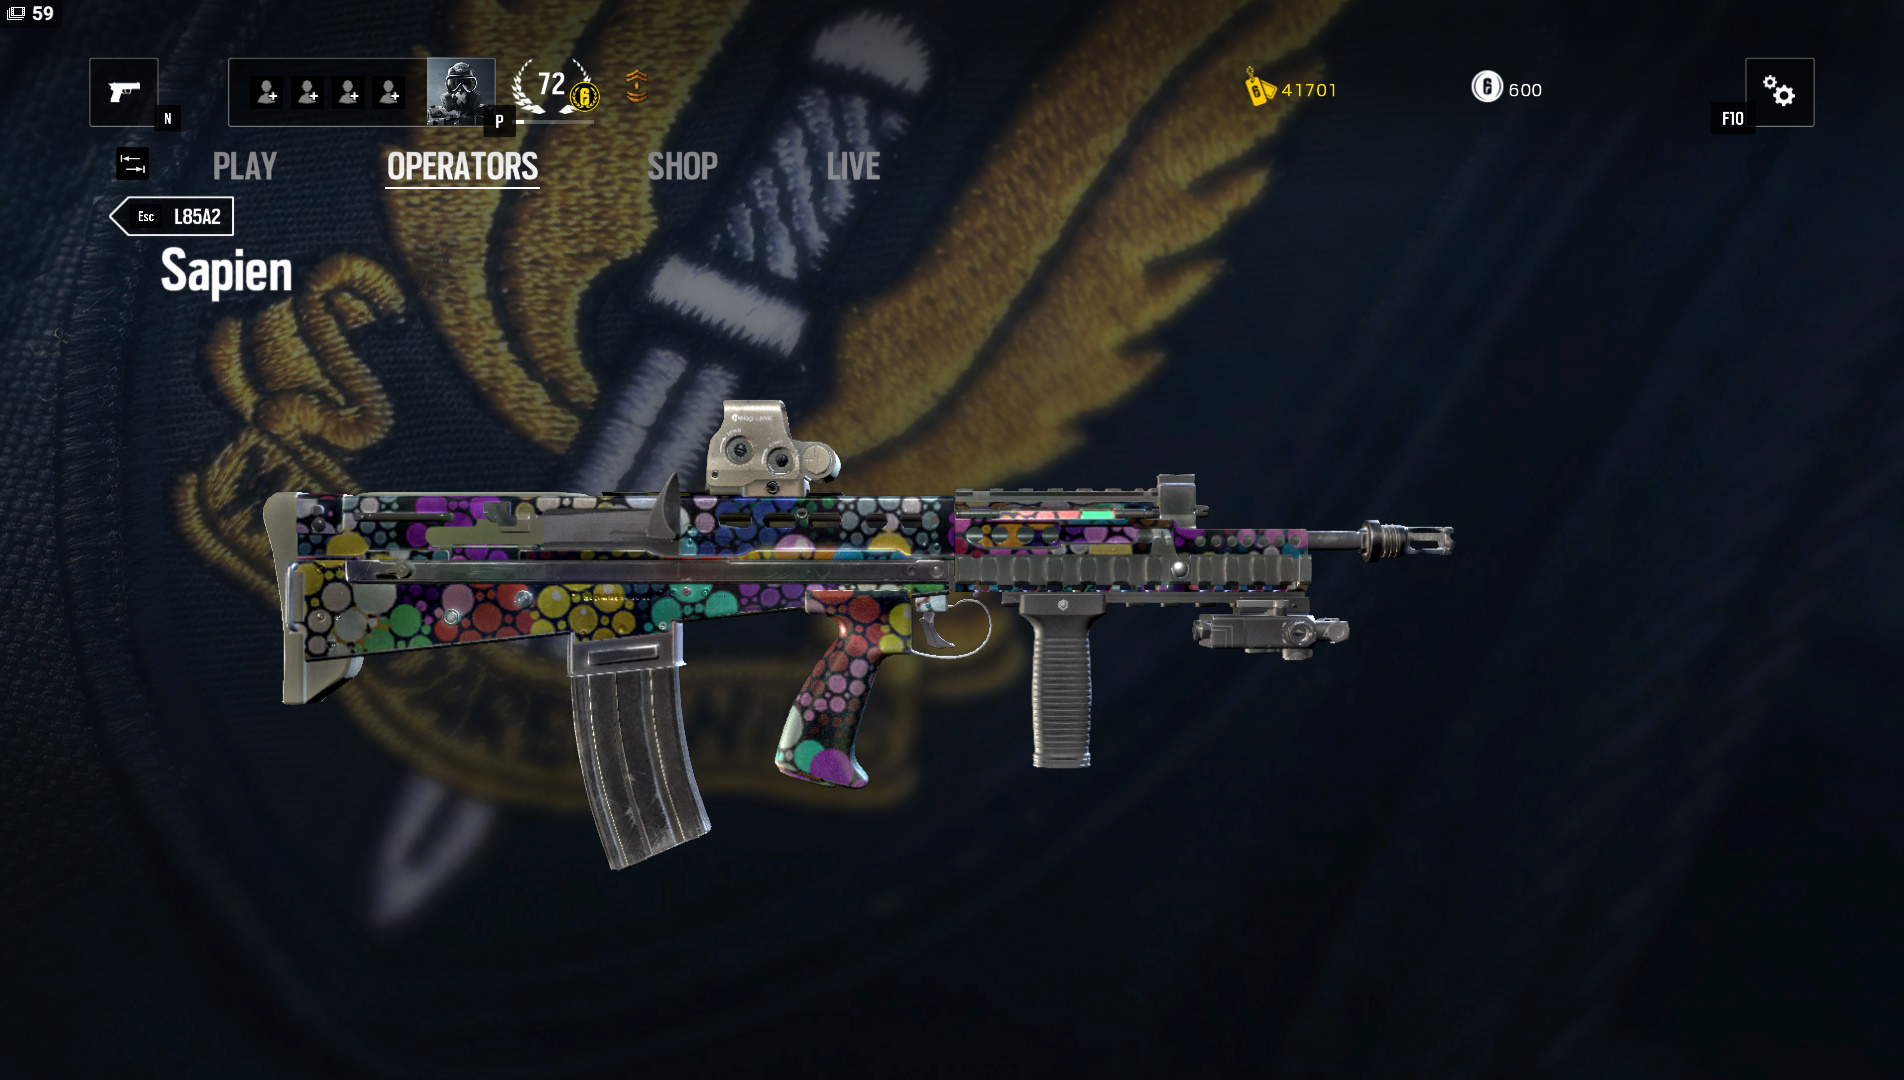 59
N
P
72
41701
600
F10
PLAY
OPERATORS
SHOP
LIVE
Esc
L85A2
Sapien